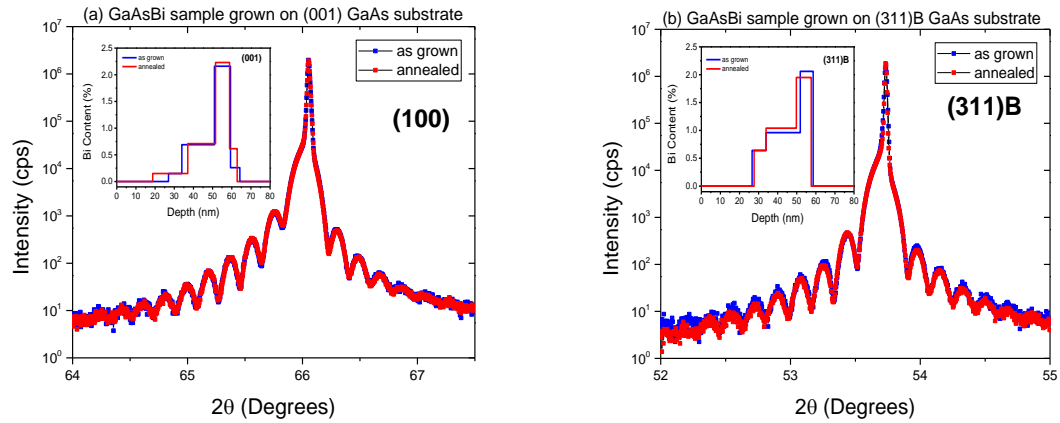 (a) GaAsBi sample grown on (001) GaAs substrate
10^7
10^6
10^5
10^4
10^3
10^2
10^1
10^0
Intensity (cps)
64
65
66
67
2θ (Degrees)
as grown
annealed
(100)
2.5
2.0
1.5
1.0
0.5
0.0
Bi Content (%)
as grown
annealed
(001)
0 10 20 30 40 50 60 70 80
Depth (nm)
(b) GaAsBi sample grown on (311)B GaAs substrate
10^7
10^6
10^5
10^4
10^3
10^2
10^1
10^0
Intensity (cps)
52
53
54
55
2θ (Degrees)
as grown
annealed
(311)B
2.5
2.0
1.5
1.0
0.5
0.0
Bi Content (%)
as grown
annealed
(311)B
0 10 20 30 40 50 60 70 80
Depth (nm)